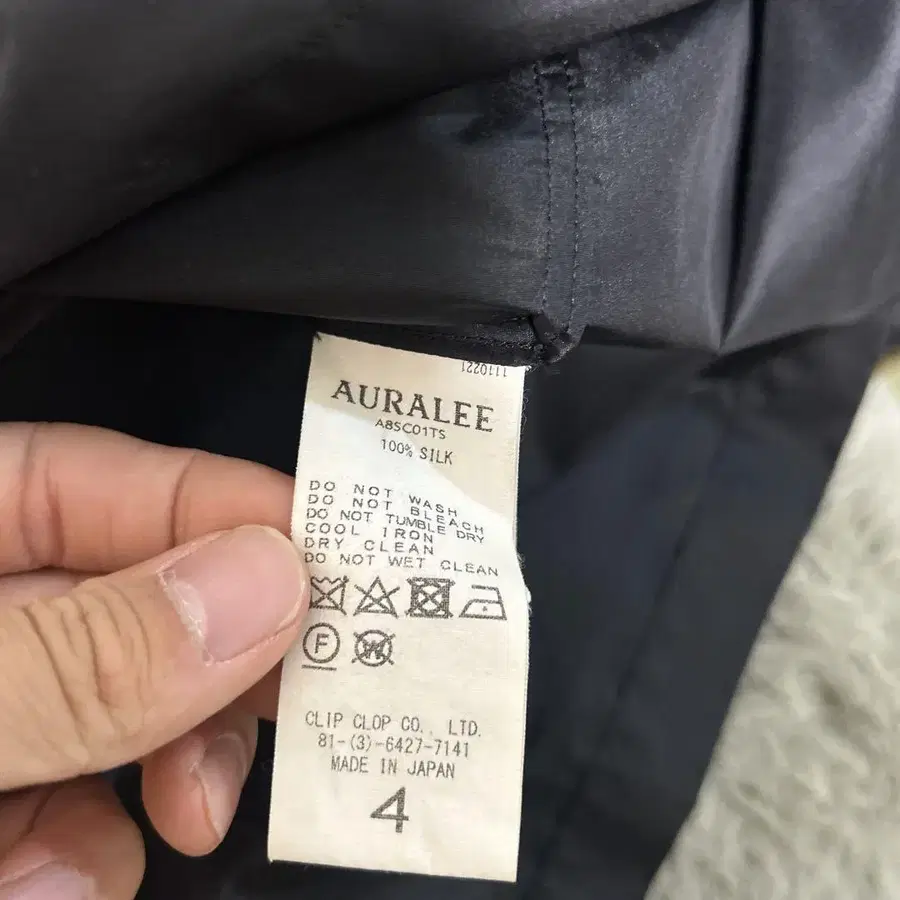 1110221
AURALEE
A8SC01TS
100% SILK
DO NOT WASH
DO NOT BLEACH
DO NOT TUMBLE DRY
COOL IRON
DRY CLEAN
DO NOT WET CLEAN
F W
CLIP CLOP CO., LTD.
81-(3)-6427-7141
MADE IN JAPAN
4